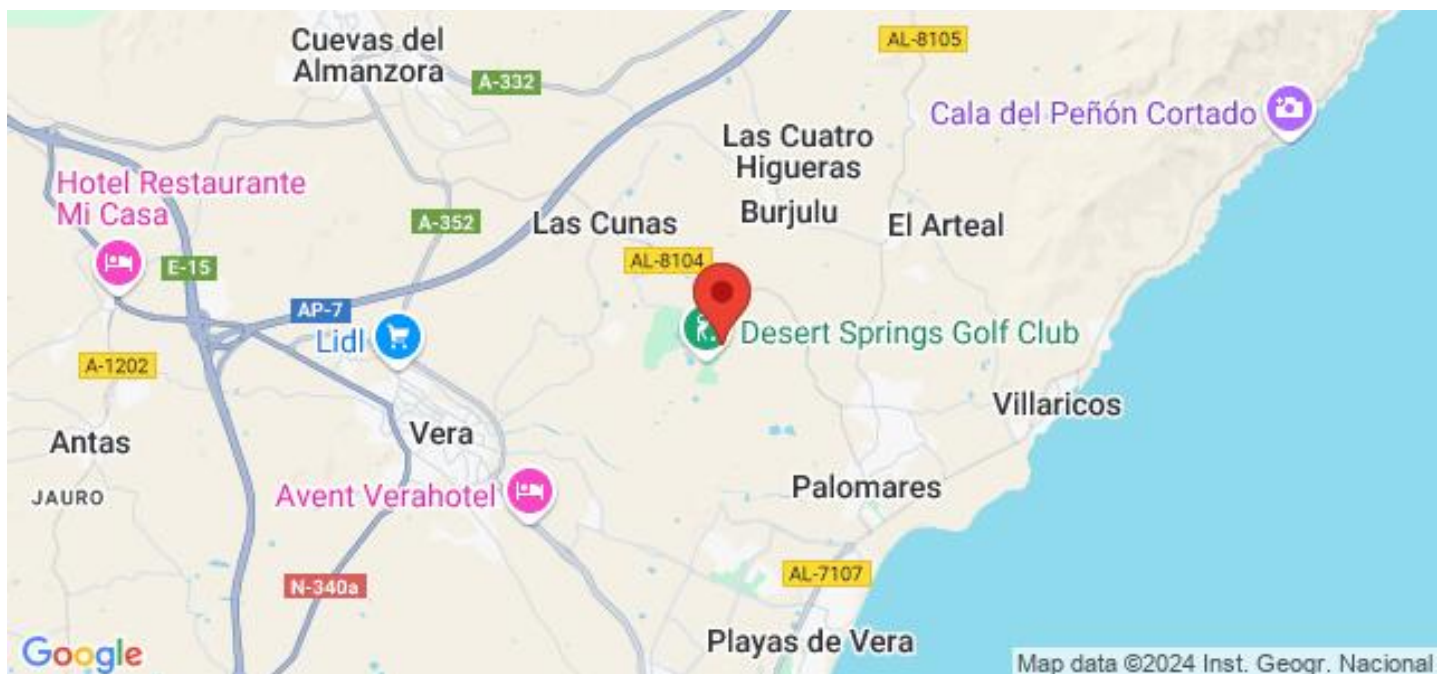 Cuevas del
Almanzora
AL-8105
A-332
Cala del Peñón Cortado
Las Cuatro
Higueras
Hotel Restaurante
Mi Casa
Burjulu
A-352
Las Cunas
El Arteal
AL-8104
E-15
AP-7
Lidl
Desert Springs Golf Club
A-1202
Villaricos
Vera
Antas
Palomares
JAURO
Avent Verahotel
AL-7107
N-340a
Playas de Vera
Google
Map data ©2024 Inst. Geogr. Nacional